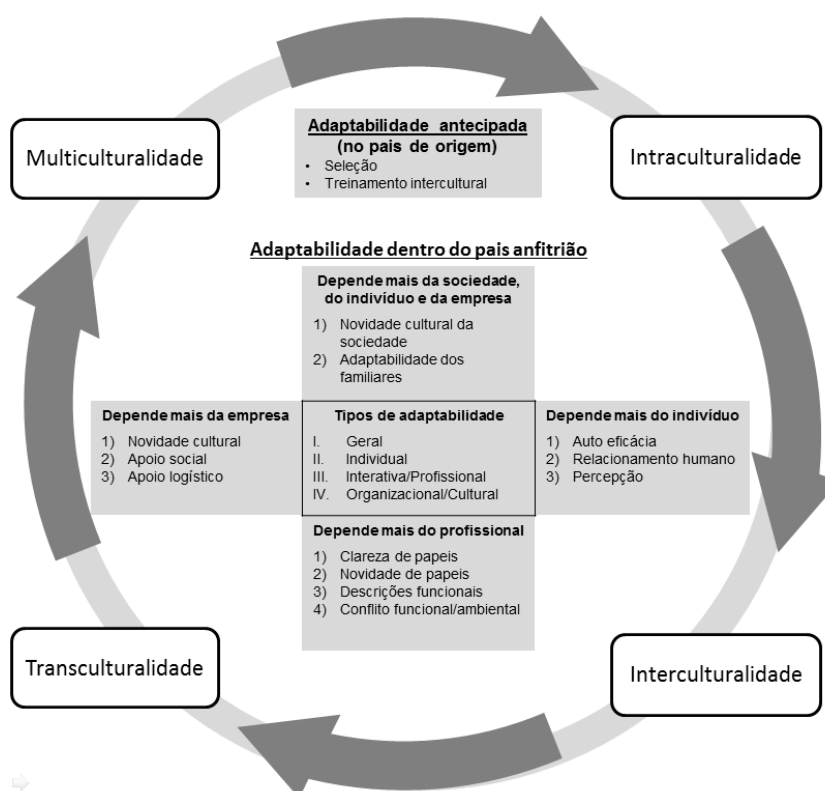 Multiculturalidade
Adaptabilidade antecipada
(no pais de origem)
• Seleção
• Treinamento intercultural
Intraculturalidade
Adaptabilidade dentro do pais anfitrião
Depende mais da sociedade,
do indivíduo e da empresa
1) Novidade cultural da
sociedade
2) Adaptabilidade dos
familiares
Depende mais da empresa
1) Novidade cultural
2) Apoio social
3) Apoio logístico
Tipos de adaptabilidade
I. Geral
II. Individual
III. Interativa/Profissional
IV. Organizacional/Cultural
Depende mais do indivíduo
1) Auto eficácia
2) Relacionamento humano
3) Percepção
Depende mais do profissional
1) Clareza de papeis
2) Novidade de papeis
3) Descrições funcionais
4) Conflito funcional/ambiental
Transculturalidade
Interculturalidade